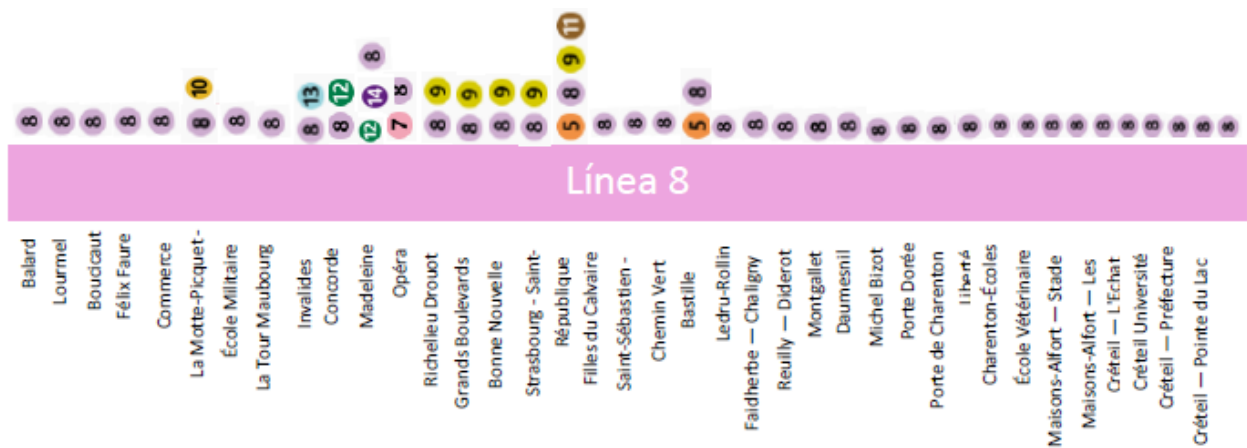 11
8 9
10 13 12 14 8 9 9 9 9 8 8
8 8 8 8 8 8 8 8 8 8 12 7 8 8 8 8 5 8 8 8 5 8 8 8 8 8 8 8 8 8 8 8 8 8 8 8 8 8 8 8
Línea 8
Balard
Lourmel
Boucicaut
Félix Faure
Commerce
La Motte-Picquet -
École Militaire
La Tour Maubourg
Invalides
Concorde
Madeleine
Opéra
Richelieu Drouot
Grands Boulevards
Bonne Nouvelle
Strasbourg - Saint-
République
Filles du Calvaire
Saint-Sébastien -
Chemin Vert
Bastille
Ledru-Rollin
Faidherbe — Chaligny
Reuilly — Diderot
Montgallet
Daumesnil
Michel Bizot
Porte Dorée
Porte de Charenton
Liberté
Charenton-Écoles
École Vétérinaire
Maisons-Alfort — Stade
Maisons-Alfort — Les
Créteil — L'Echat
Créteil Université
Créteil — Préfecture
Créteil — Pointe du Lac